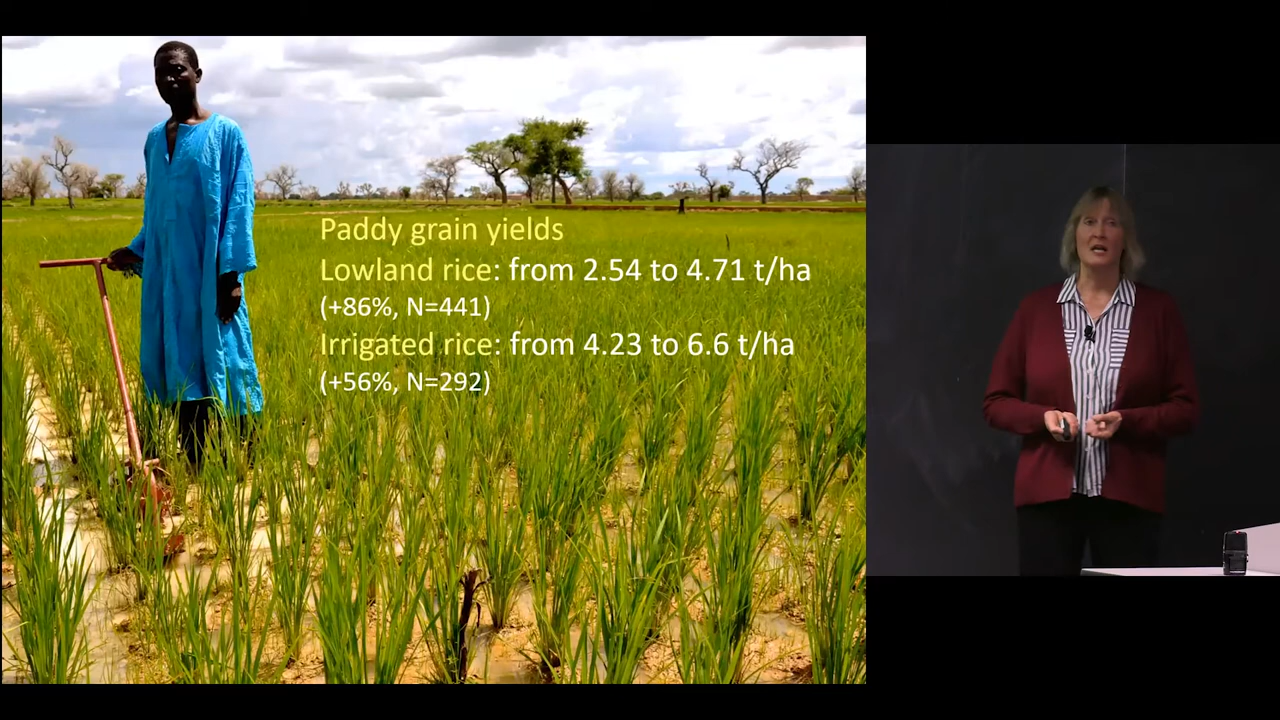 Paddy grain yields
Lowland rice: from 2.54 to 4.71 t/ha
(+86%, N=441)
Irrigated rice: from 4.23 to 6.6 t/ha
(+56%, N=292)